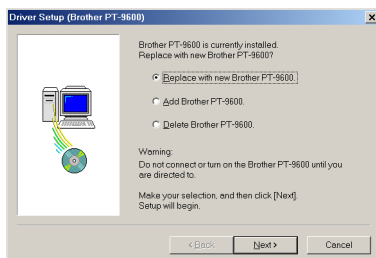 Driver Setup (Brother PT-9600)
Brother PT-9600 is currently installed.
Replace with new Brother PT-9600?
Replace with new Brother PT-9600.
Add Brother PT-9600.
Delete Brother PT-9600.
Warning:
Do not connect or turn on the Brother PT-9600 until you
are directed to.
Make your selection, and then click [Next].
Setup will begin.
< Back Next > Cancel